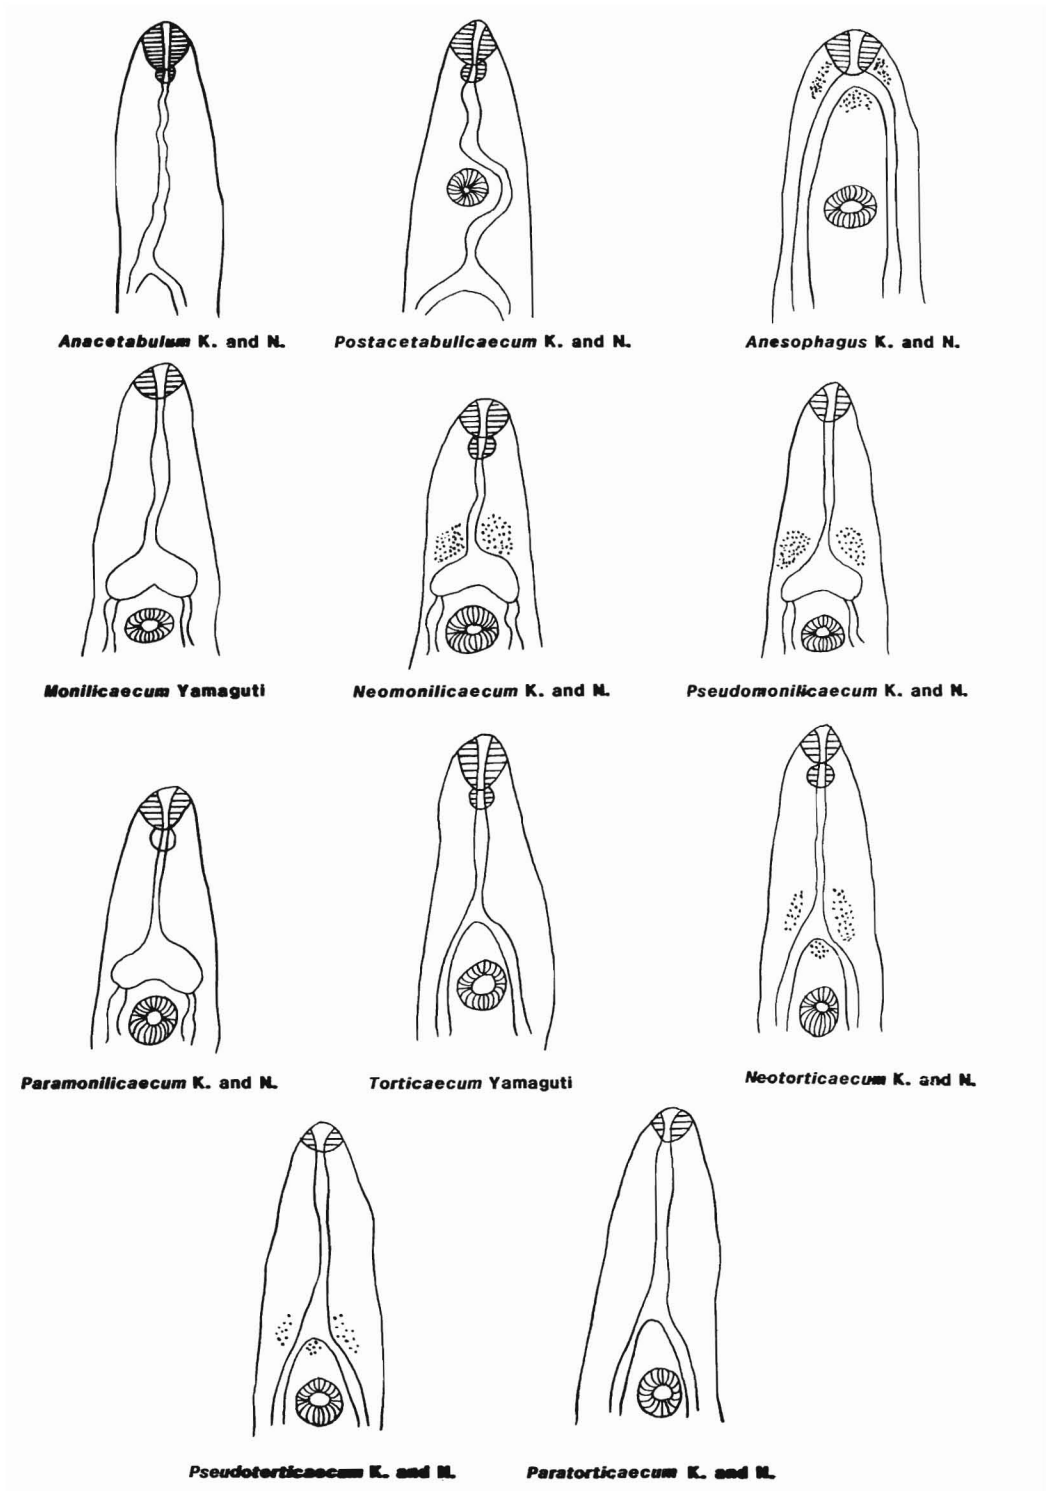 Anacetabulum K. and N.
Postacetabulicaecum K. and N.
Anesophagus K. and N.
Monilicaecum Yamaguti
Neomonilicaecum K. and N.
Pseudomonilicaecum K. and N.
Paramonilicaecum K. and N.
Torticaecum Yamaguti
Neotorticaecum K. and N.
Pseudotorticaecum K. and N.
Paratorticaecum K. and N.